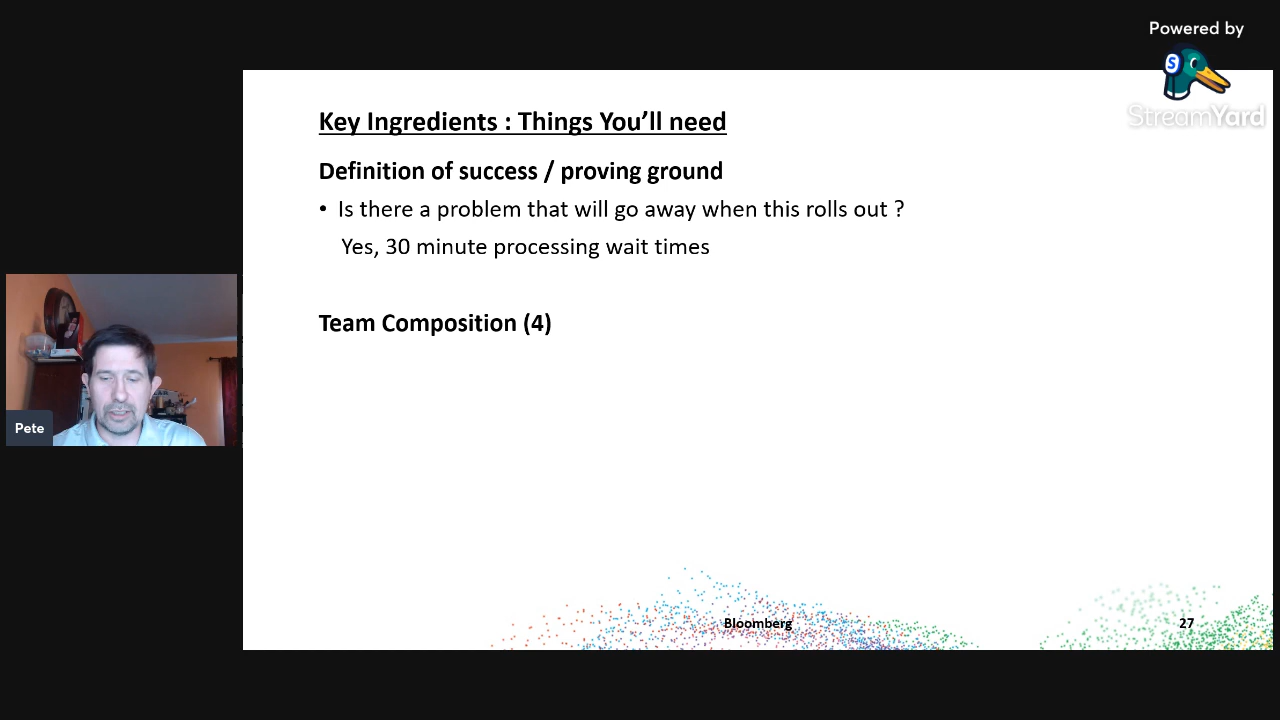 Powered by
StreamYard
Key Ingredients : Things You’ll need
Definition of success / proving ground
• Is there a problem that will go away when this rolls out ?
Yes, 30 minute processing wait times
Team Composition (4)
Pete
Bloomberg
27